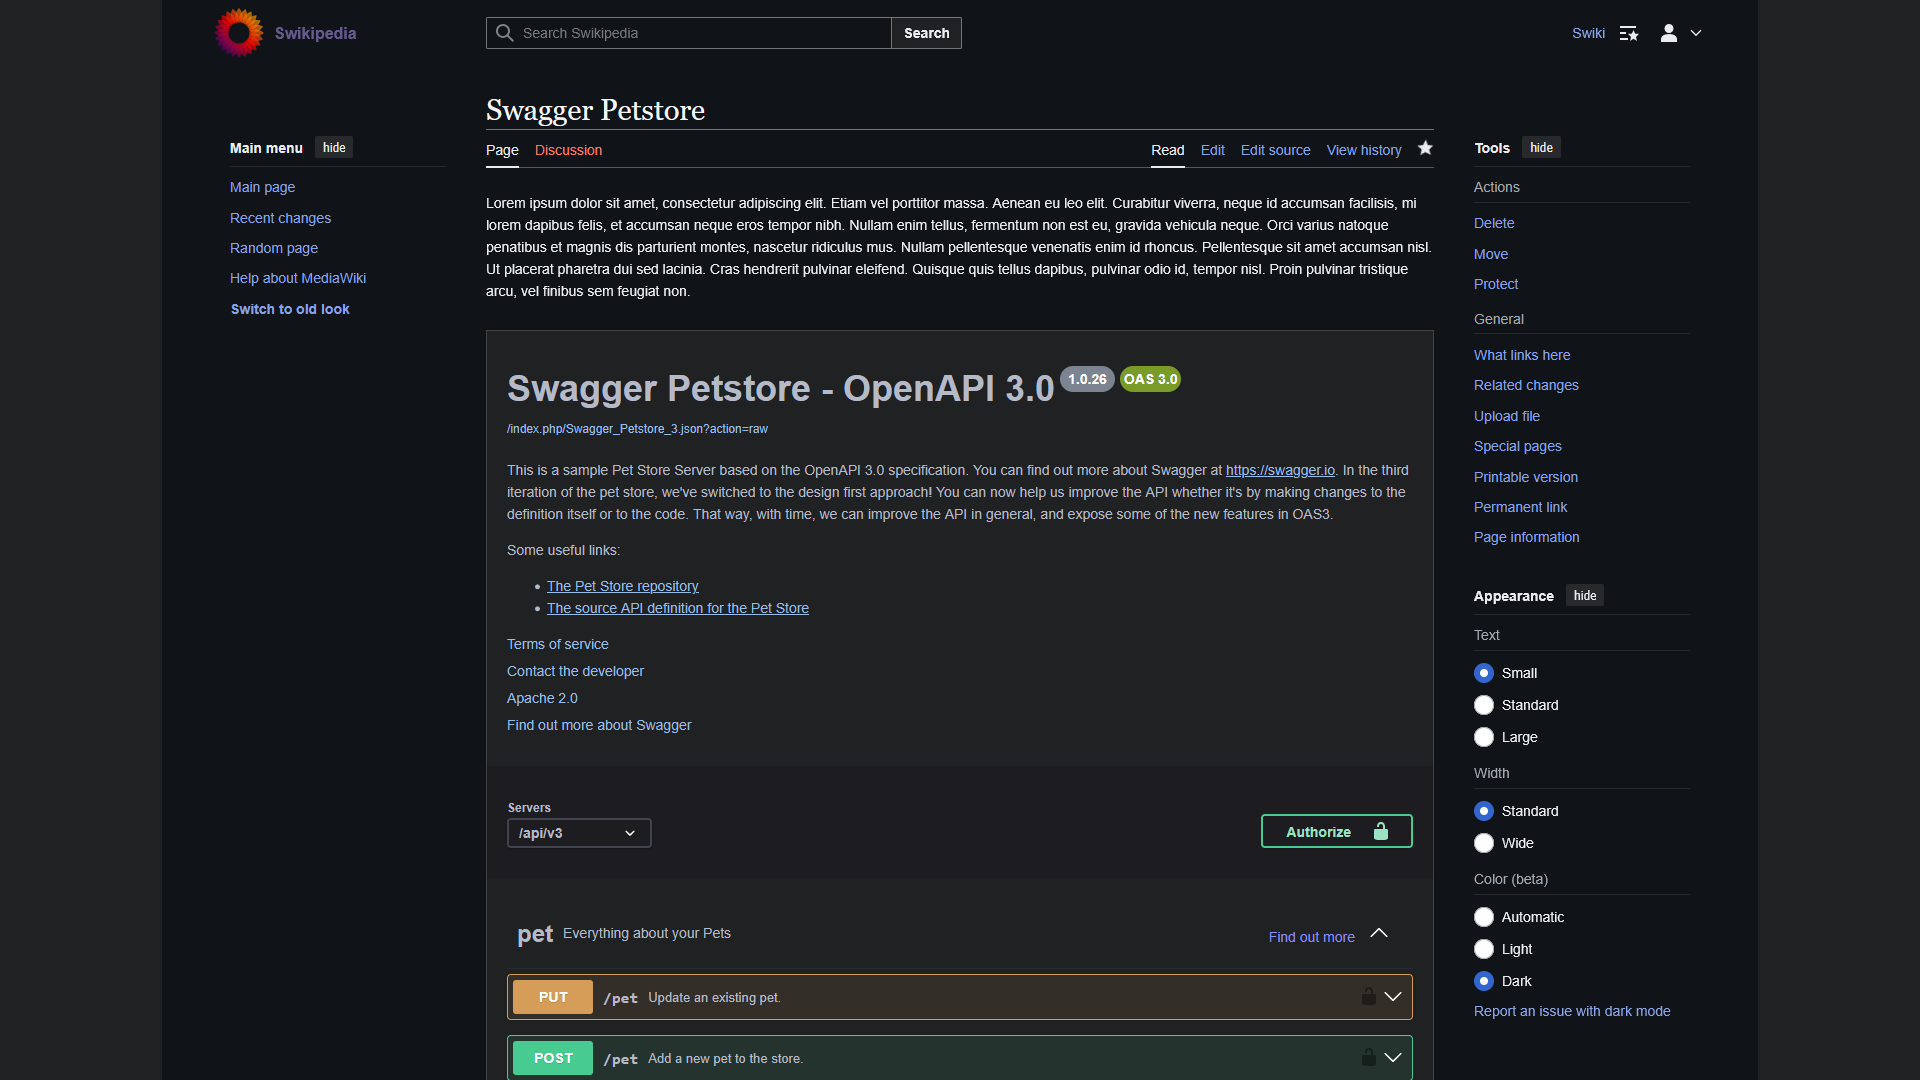 Swikipedia
Search Swikipedia
Search
Swiki
Swagger Petstore
Main menu hide
Main page
Recent changes
Random page
Help about MediaWiki
Switch to old look
Page Discussion
Read Edit Edit source View history
Lorem ipsum dolor sit amet, consectetur adipiscing elit. Etiam vel porttitor massa. Aenean eu leo elit. Curabitur viverra, neque id accumsan facilisis, mi
lorem dapibus felis, et accumsan neque eros tempor nibh. Nullam enim tellus, fermentum non est eu, gravida vehicula neque. Orci varius natoque
penatibus et magnis dis parturient montes, nascetur ridiculus mus. Nullam pellentesque venenatis enim id rhoncus. Pellentesque sit amet accumsan nisl.
Ut placerat pharetra dui sed lacinia. Cras hendrerit pulvinar eleifend. Quisque quis tellus dapibus, pulvinar odio id, tempor nisl. Proin pulvinar tristique
arcu, vel finibus sem feugiat non.
Swagger Petstore - OpenAPI 3.0 1.0.26 OAS 3.0
/index.php/Swagger_Petstore_3.json?action=raw
This is a sample Pet Store Server based on the OpenAPI 3.0 specification. You can find out more about Swagger at https://swagger.io. In the third
iteration of the pet store, we've switched to the design first approach! You can now help us improve the API whether it's by making changes to the
definition itself or to the code. That way, with time, we can improve the API in general, and expose some of the new features in OAS3.
Some useful links:
• The Pet Store repository
• The source API definition for the Pet Store
Terms of service
Contact the developer
Apache 2.0
Find out more about Swagger
Servers
/api/v3
Authorize
pet Everything about your Pets
Find out more
PUT /pet Update an existing pet.
POST /pet Add a new pet to the store.
Tools hide
Actions
Delete
Move
Protect
General
What links here
Related changes
Upload file
Special pages
Printable version
Permanent link
Page information
Appearance hide
Text
Small
Standard
Large
Width
Standard
Wide
Color (beta)
Automatic
Light
Dark
Report an issue with dark mode